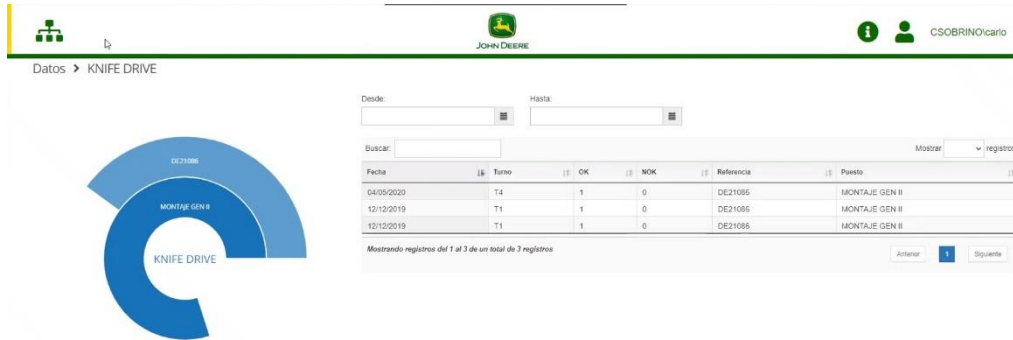 JOHN DEERE
CSOBRINO\carlo
Datos > KNIFE DRIVE
Desde:
Hasta:
Buscar:
Mostrar registros
Fecha Turno OK NOK Referencia Puesto
04/05/2020 T4 1 0 DE21086 MONTAJE GEN II
12/12/2019 T1 1 0 DE21086 MONTAJE GEN II
12/12/2019 T1 1 0 DE21086 MONTAJE GEN II
Mostrando registros del 1 al 3 de un total de 3 registros
Anterior 1 Siguiente
DE21086
MONTAJE GEN II
KNIFE DRIVE